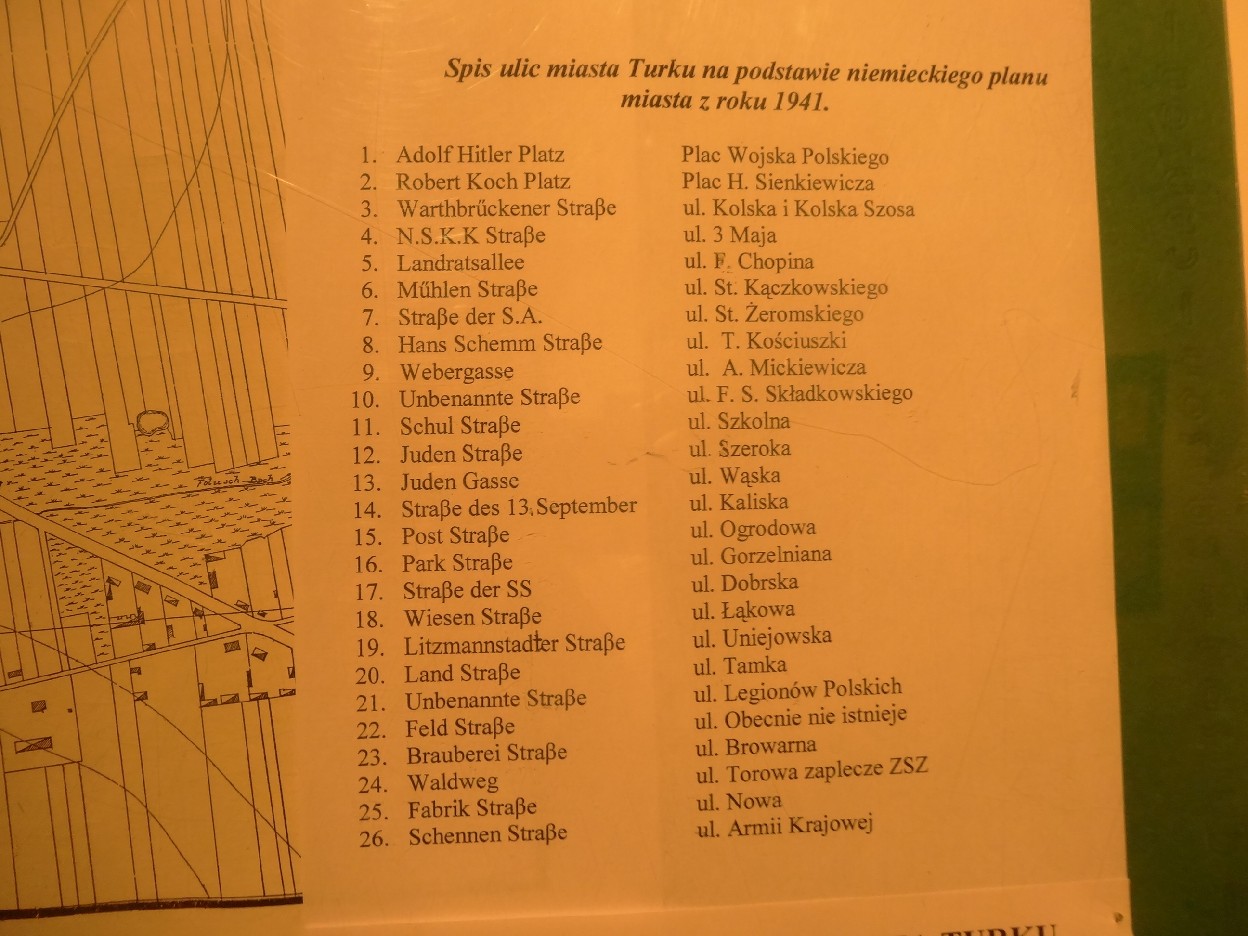 Spis ulic miasta Turku na podstawie niemieckiego planu
miasta z roku 1941.
1. Adolf Hitler Platz Plac Wojska Polskiego
2. Robert Koch Platz Plac H. Sienkiewicza
3. Warthbrűckener Straβe ul. Kolska i Kolska Szosa
4. N.S.K.K Straβe ul. 3 Maja
5. Landratsallee ul. F. Chopina
6. Műhlen Straβe ul. St. Kączkowskiego
7. Straβe der S.A. ul. St. Żeromskiego
8. Hans Schemm Straβe ul. T. Kościuszki
9. Webergasse ul. A. Mickiewicza
10. Unbenannte Straβe ul. F. S. Składkowskiego
11. Schul Straβe ul. Szkolna
12. Juden Straβe ul. Szeroka
13. Juden Gasse ul. Wąska
14. Straβe des 13.September ul. Kaliska
15. Post Straβe ul. Ogrodowa
16. Park Straβe ul. Gorzelniana
17. Straβe der SS ul. Dobrska
18. Wiesen Straβe ul. Łąkowa
19. Litzmannstadter Straβe ul. Uniejowska
20. Land Straβe ul. Tamka
21. Unbenannte Straβe ul. Legionów Polskich
22. Feld Straβe ul. Obecnie nie istnieje
23. Brauberei Straβe ul. Browarna
24. Waldweg ul. Torowa zaplecze ZSZ
25. Fabrik Straβe ul. Nowa
26. Schennen Straβe ul. Armii Krajowej
TURKU